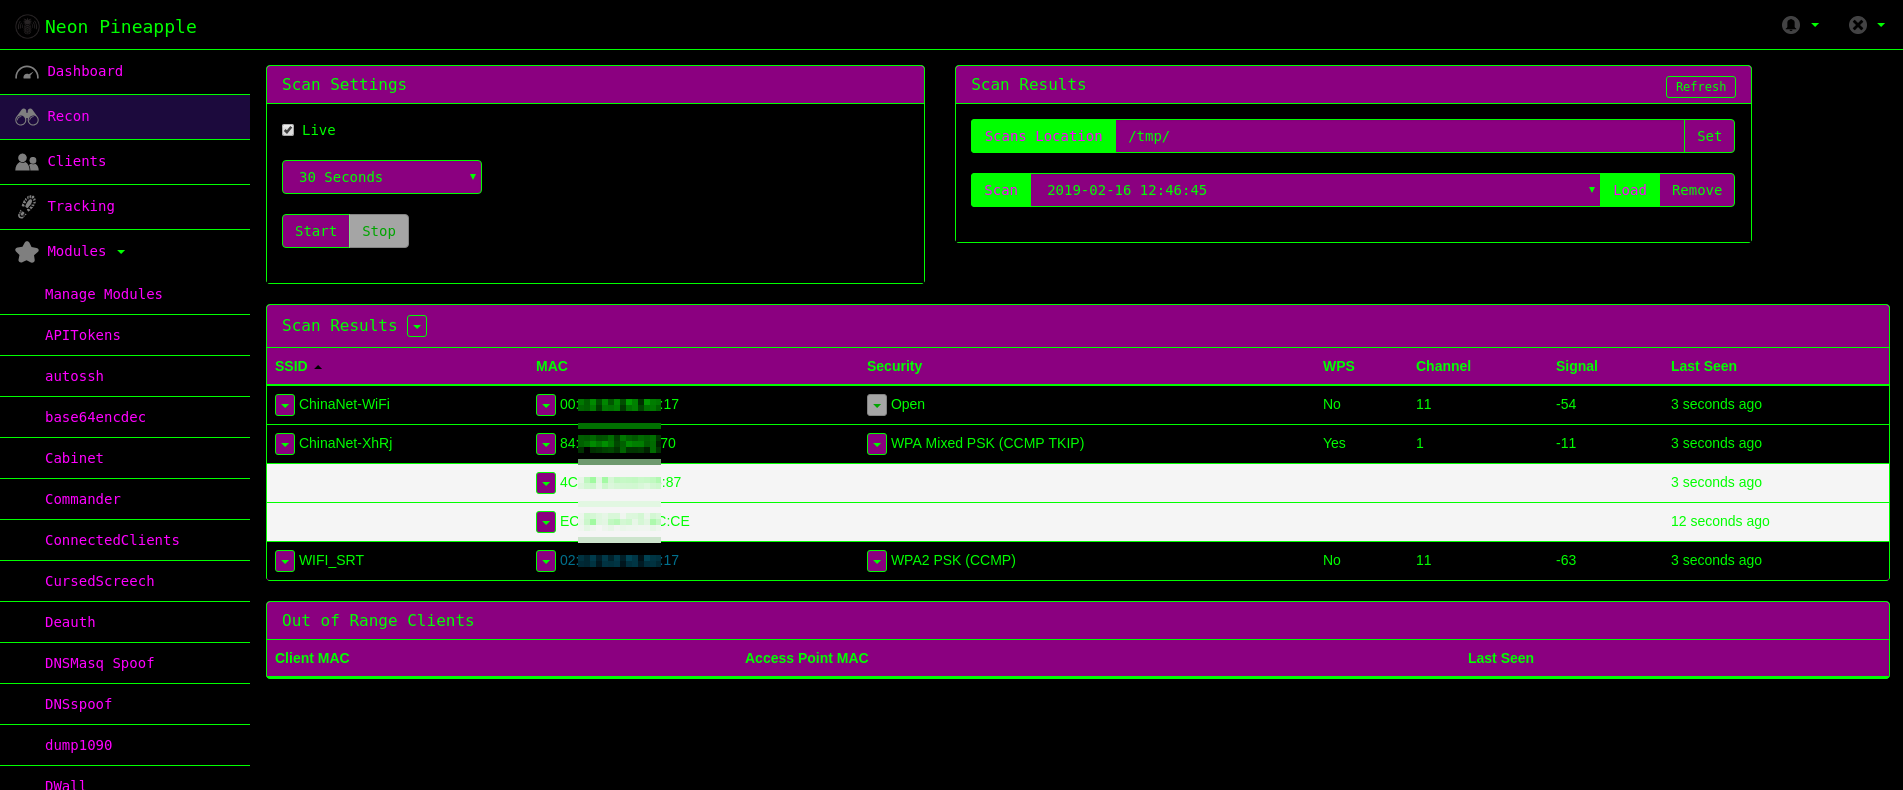 Neon Pineapple
Dashboard
Recon
Clients
Tracking
Modules
Manage Modules
APITokens
autossh
base64encdec
Cabinet
Commander
ConnectedClients
CursedScreech
Deauth
DNSMasq Spoof
DNSspoof
dump1090
DWall
Scan Settings
Live
30 Seconds
Start Stop
Scan Results Refresh
Scans Location /tmp/ Set
Scan 2019-02-16 12:46:45 Load Remove
Scan Results
SSID MAC Security WPS Channel Signal Last Seen
ChinaNet-WiFi 00: :17 Open No 11 -54 3 seconds ago
ChinaNet-XhRj 84: 70 WPA Mixed PSK (CCMP TKIP) Yes 1 -11 3 seconds ago
4C :87 3 seconds ago
EC C:CE 12 seconds ago
WIFI_SRT 02: :17 WPA2 PSK (CCMP) No 11 -63 3 seconds ago
Out of Range Clients
Client MAC Access Point MAC Last Seen